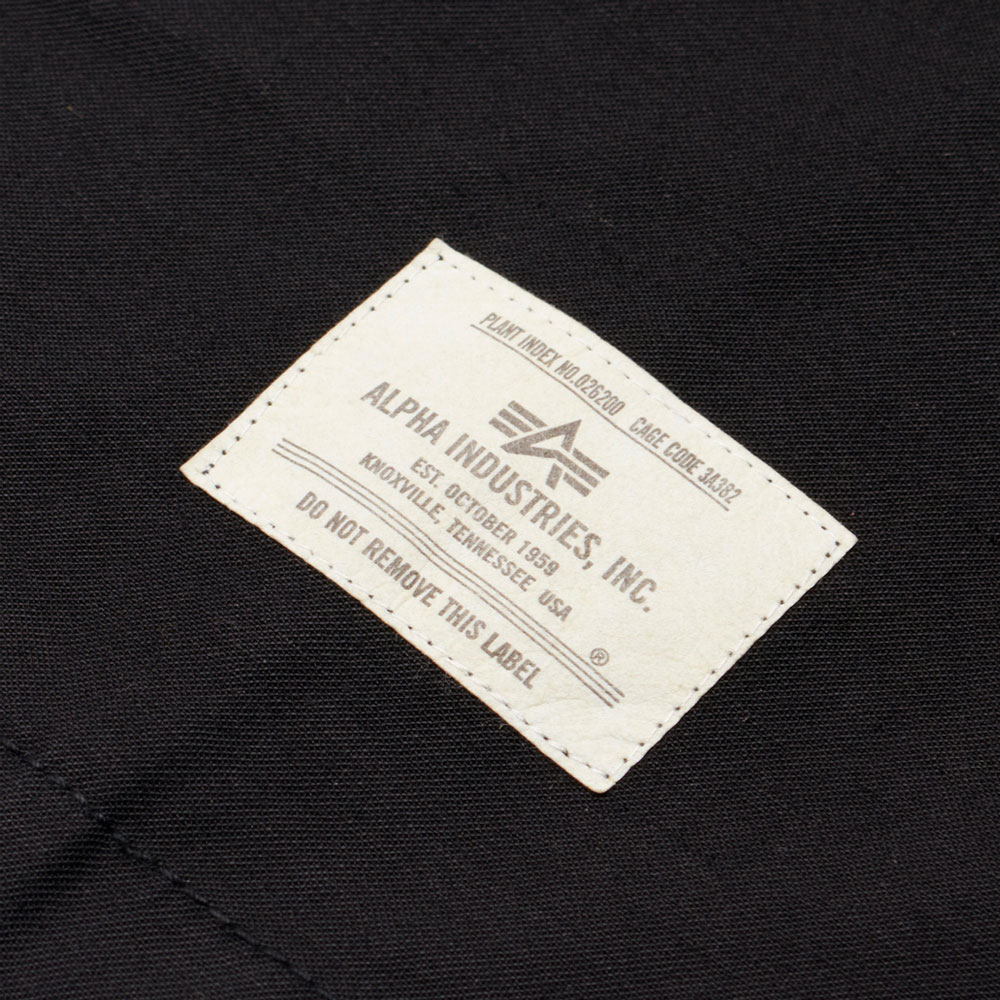 PLANT INDEX NO.026200 CAGE CODE 3A382
ALPHA INDUSTRIES, INC.
EST. OCTOBER 1959
KNOXVILLE, TENNESSEE USA
®
DO NOT REMOVE THIS LABEL